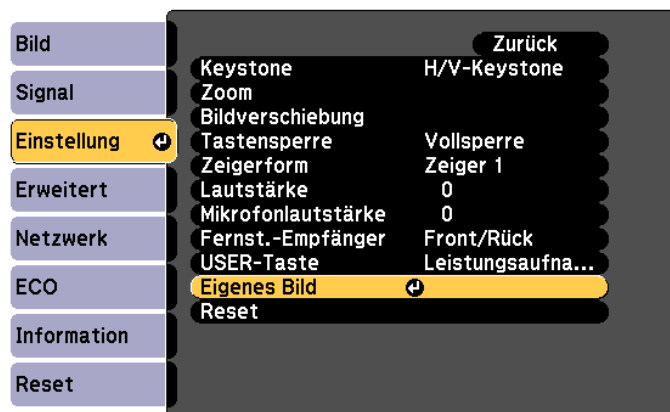 Bild
Signal
Einstellung
Erweitert
Netzwerk
ECO
Information
Reset
Zurück
Keystone H/V-Keystone
Zoom
Bildverschiebung
Tastensperre Vollsperre
Zeigerform Zeiger 1
Lautstärke 0
Mikrofonlautstärke 0
Fernst.-Empfänger Front/Rück
USER-Taste Leistungsaufna...
Eigenes Bild
Reset